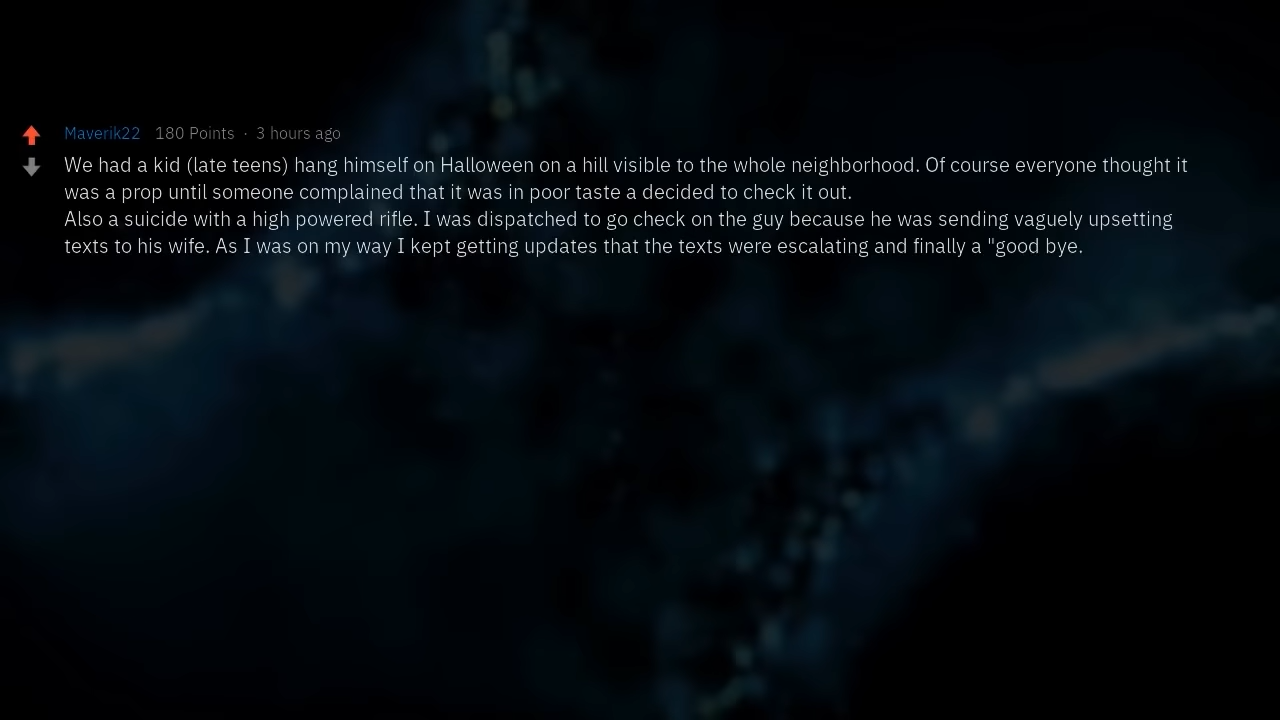 Maverik22 180 Points · 3 hours ago
We had a kid (late teens) hang himself on Halloween on a hill visible to the whole neighborhood. Of course everyone thought it
was a prop until someone complained that it was in poor taste a decided to check it out.
Also a suicide with a high powered rifle. I was dispatched to go check on the guy because he was sending vaguely upsetting
texts to his wife. As I was on my way I kept getting updates that the texts were escalating and finally a "good bye.